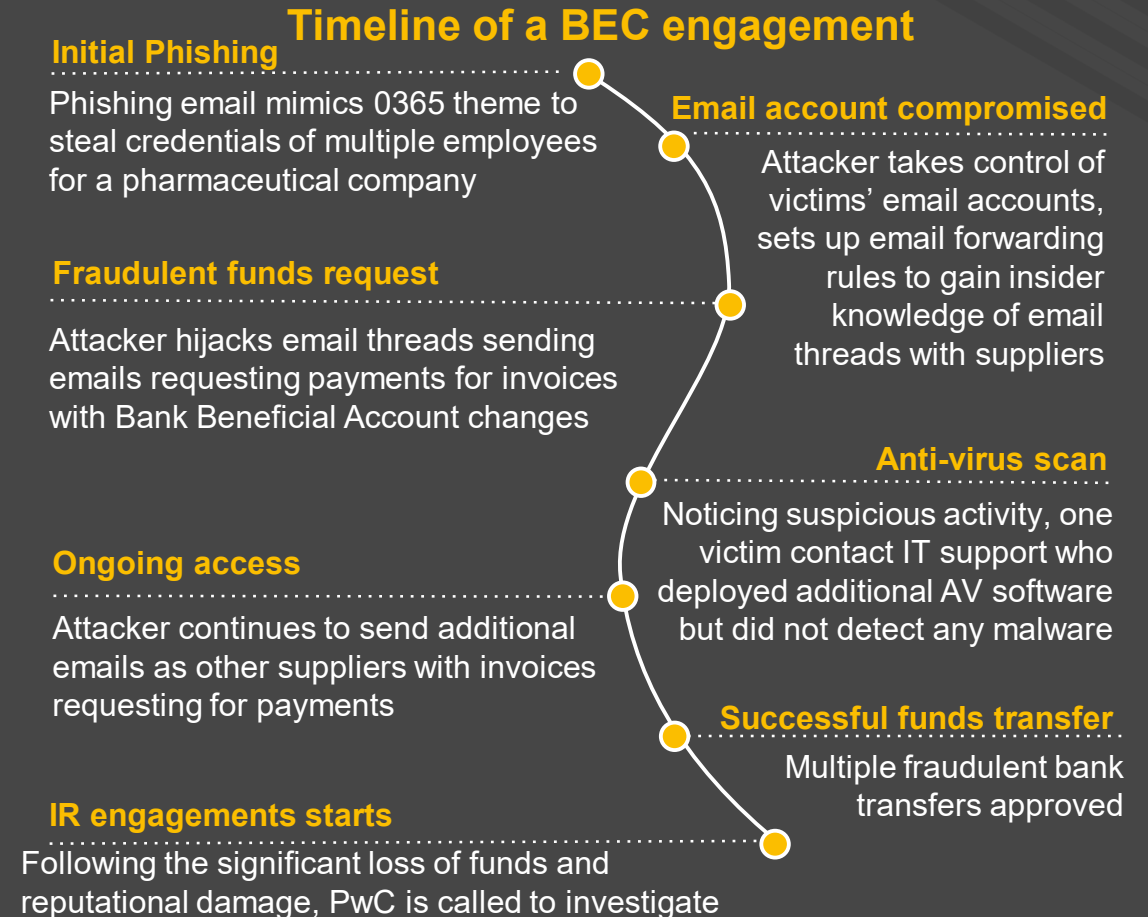 Timeline of a BEC engagement
Initial Phishing
Phishing email mimics 0365 theme to
steal credentials of multiple employees
for a pharmaceutical company
Email account compromised
Attacker takes control of
victims’ email accounts,
sets up email forwarding
rules to gain insider
knowledge of email
threads with suppliers
Fraudulent funds request
Attacker hijacks email threads sending
emails requesting payments for invoices
with Bank Beneficial Account changes
Anti-virus scan
Noticing suspicious activity, one
victim contact IT support who
deployed additional AV software
but did not detect any malware
Ongoing access
Attacker continues to send additional
emails as other suppliers with invoices
requesting for payments
Successful funds transfer
Multiple fraudulent bank
transfers approved
IR engagements starts
Following the significant loss of funds and
reputational damage, PwC is called to investigate